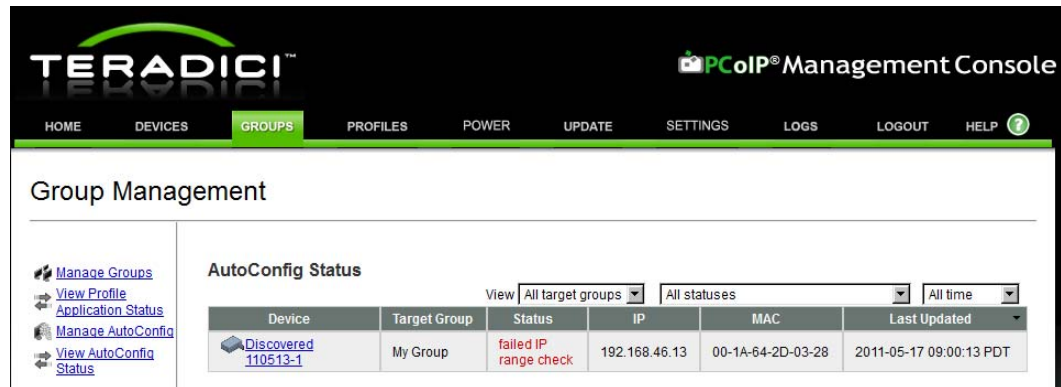 TERADICI™
PCoIP® Management Console
HOME DEVICES GROUPS PROFILES POWER UPDATE SETTINGS LOGS LOGOUT HELP ?
Group Management
Manage Groups
View Profile
Application Status
Manage AutoConfig
View AutoConfig
Status
AutoConfig Status
View All target groups All statuses All time
Device Target Group Status IP MAC Last Updated
Discovered
110513-1
My Group
failed IP
range check
192.168.46.13
00-1A-64-2D-03-28
2011-05-17 09:00:13 PDT